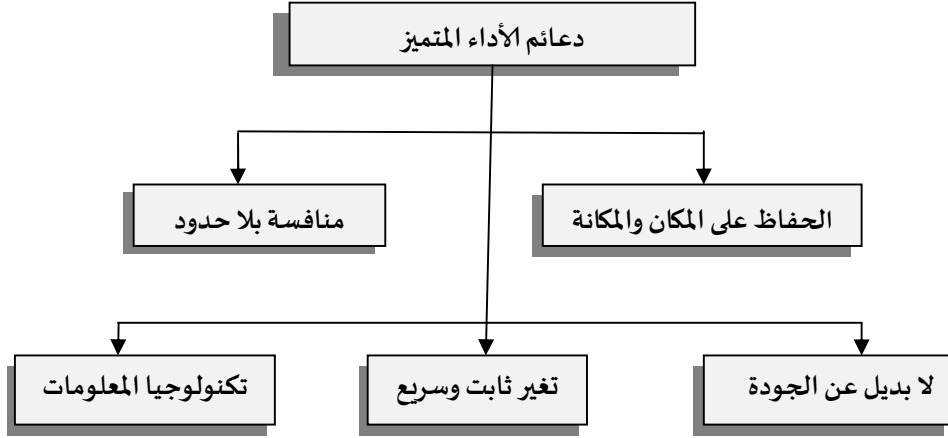 دعائم الأداء المتميز
الحفاظ على المكان والمكانة
منافسة بلا حدود
لا بديل عن الجودة
تغير ثابت وسريع
تكنولوجيا المعلومات